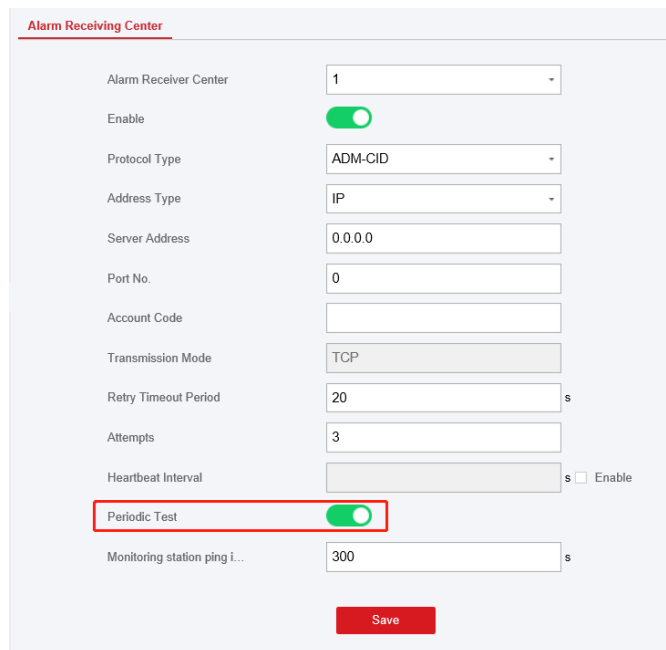 Alarm Receiving Center
Alarm Receiver Center 1
Enable
Protocol Type ADM-CID
Address Type IP
Server Address 0.0.0.0
Port No. 0
Account Code
Transmission Mode TCP
Retry Timeout Period 20 s
Attempts 3
Heartbeat Interval s Enable
Periodic Test
Monitoring station ping i... 300 s
Save